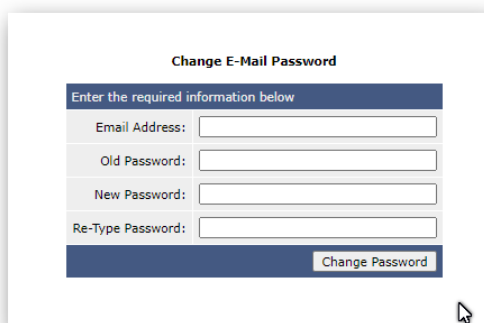 Change E-Mail Password
Enter the required information below
Email Address:
Old Password:
New Password:
Re-Type Password:
Change Password